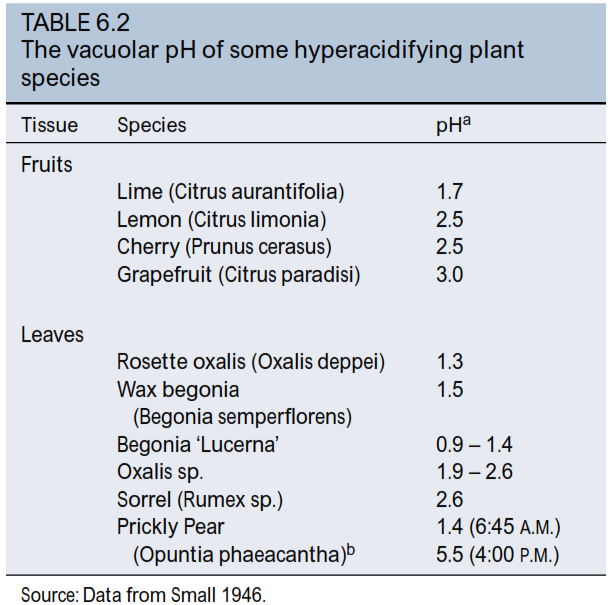 TABLE 6.2
The vacuolar pH of some hyperacidifying plant
species
Tissue Species pHa
Fruits
Lime (Citrus aurantifolia) 1.7
Lemon (Citrus limonia) 2.5
Cherry (Prunus cerasus) 2.5
Grapefruit (Citrus paradisi) 3.0
Leaves
Rosette oxalis (Oxalis deppei) 1.3
Wax begonia 1.5
(Begonia semperflorens)
Begonia ‘Lucerna’ 0.9 – 1.4
Oxalis sp. 1.9 – 2.6
Sorrel (Rumex sp.) 2.6
Prickly Pear 1.4 (6:45 A.M.)
(Opuntia phaeacantha)b 5.5 (4:00 P.M.)
Source: Data from Small 1946.